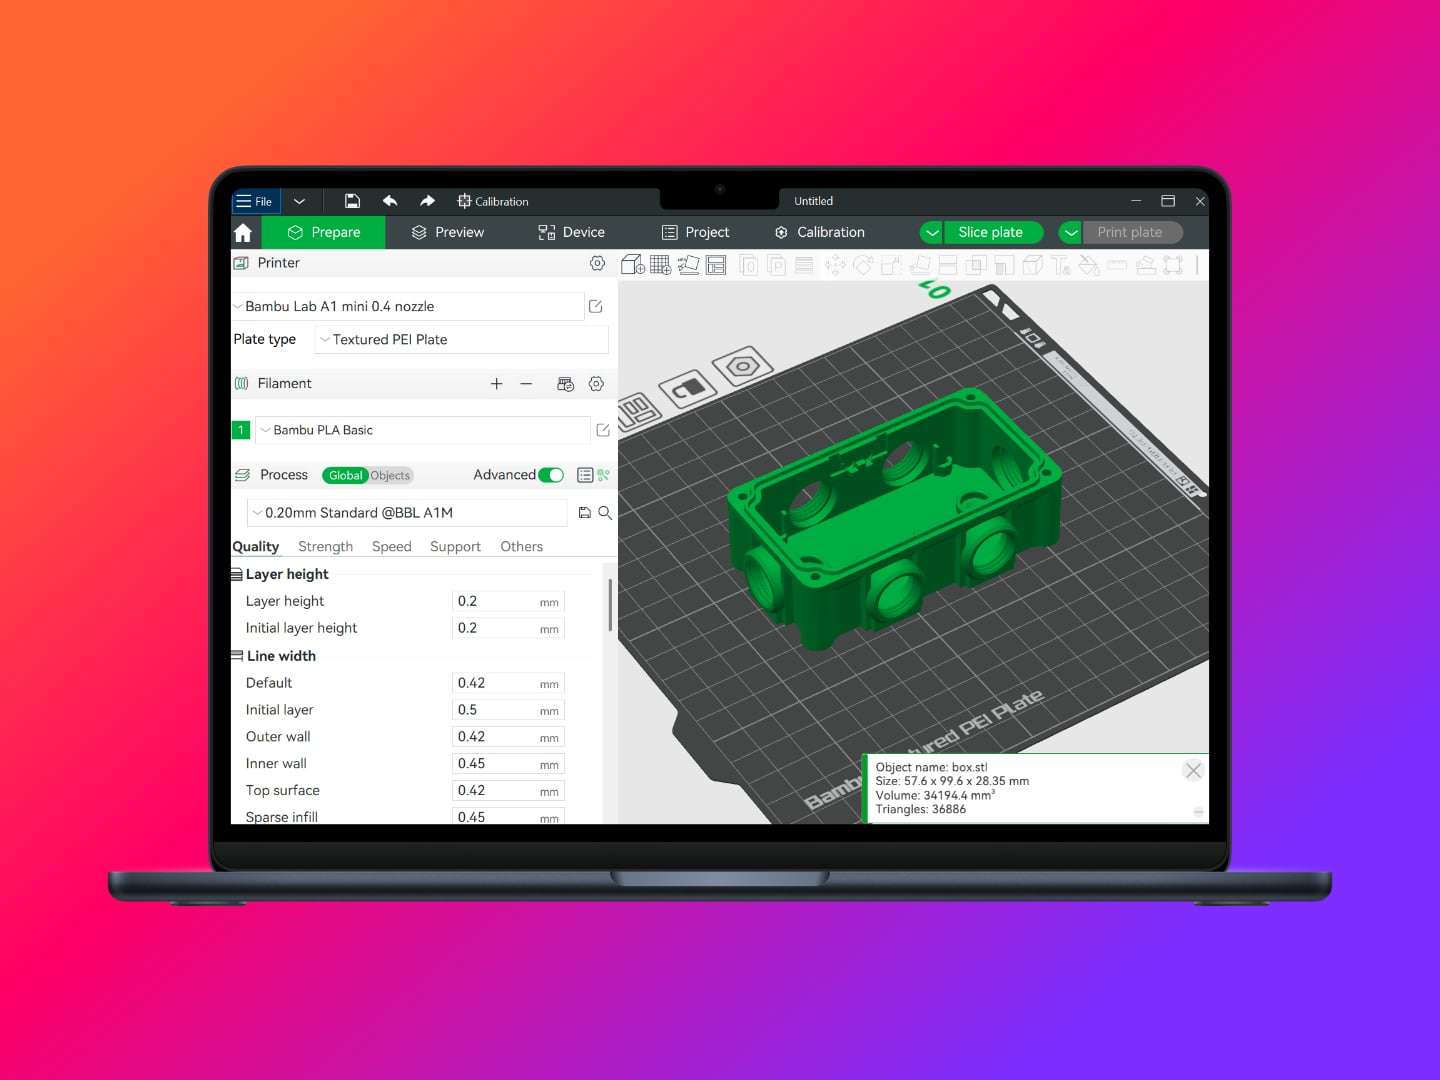 File
Calibration
Untitled
Prepare
Preview
Device
Project
Calibration
Slice plate
Print plate
Printer
Bambu Lab A1 mini 0.4 nozzle
Plate type
Textured PEI Plate
Filament
1
Bambu PLA Basic
Process
Global
Objects
Advanced
0.20mm Standard @BBL A1M
Quality
Strength
Speed
Support
Others
Layer height
Layer height 0.2 mm
Initial layer height 0.2 mm
Line width
Default 0.42 mm
Initial layer 0.5 mm
Outer wall 0.42 mm
Inner wall 0.45 mm
Top surface 0.42 mm
Sparse infill 0.45 mm
01
Object name: box.stl
Size: 57.6 x 99.6 x 28.35 mm
Volume: 34194.4 mm³
Triangles: 36886
PEI Plate